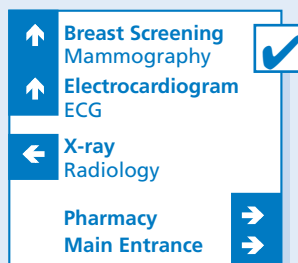 Breast Screening
Mammography
Electrocardiogram
ECG
X-ray
Radiology
Pharmacy
Main Entrance